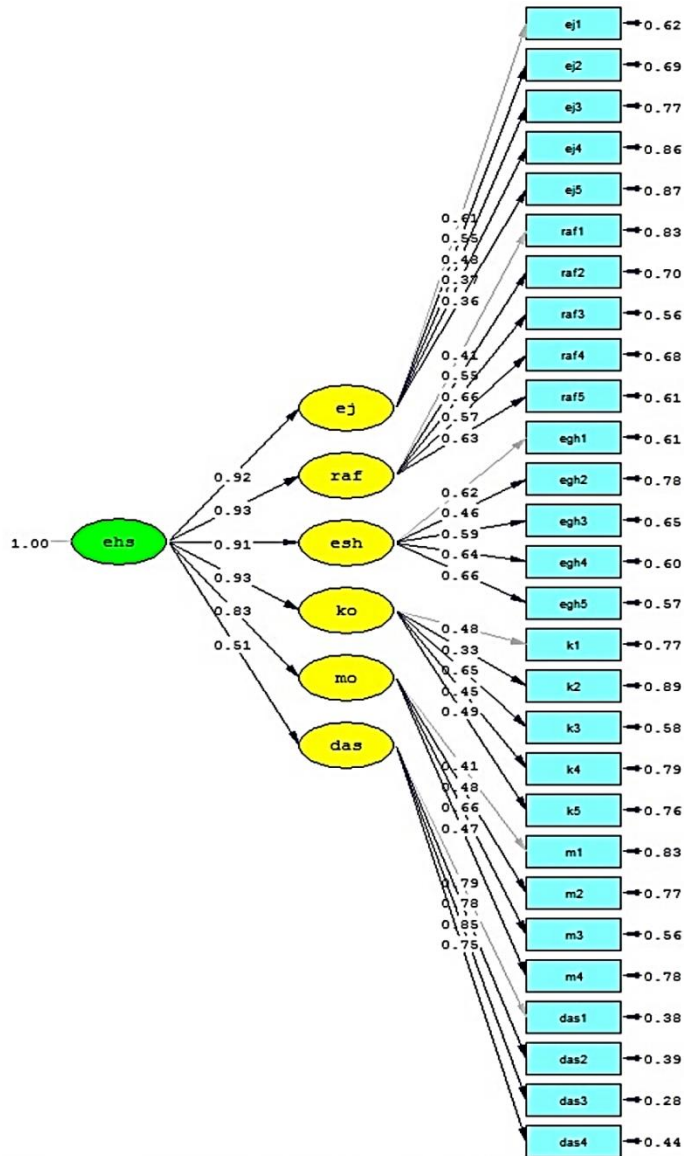 ej1 0.62
ej2 0.69
ej3 0.77
ej4 0.86
ej5 0.87
0.61
raf1 0.83
0.55
0.48
raf2 0.70
0.37
0.36
raf3 0.56
0.41
raf4 0.68
0.55
0.66
raf5 0.61
ej
0.57
0.63
egh1 0.61
0.92
raf
egh2 0.78
0.62
0.46
0.93
egh3 0.65
0.59
1.00 ehs 0.91 esh
0.64
egh4 0.60
0.66
0.93
egh5 0.57
ko
0.83
0.48
k1 0.77
0.33
0.51
0.65
mo
k2 0.89
0.45
0.49
k3 0.58
das
0.41
k4 0.79
0.48
0.66
k5 0.76
0.47
m1 0.83
0.79
m2 0.77
0.78
0.85
m3 0.56
0.75
m4 0.78
das1 0.38
das2 0.39
das3 0.28
das4 0.44